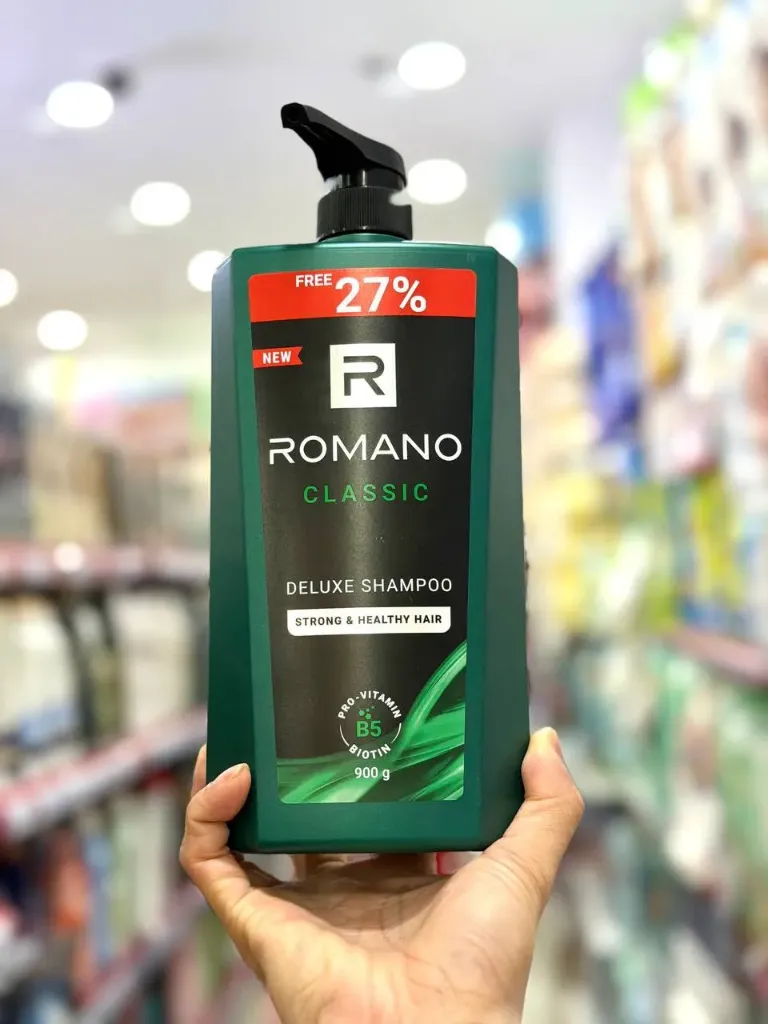 FREE 27%
NEW
R
ROMANO
CLASSIC
DELUXE SHAMPOO
STRONG & HEALTHY HAIR
PRO-VITAMIN
B5
BIOTIN
900 g